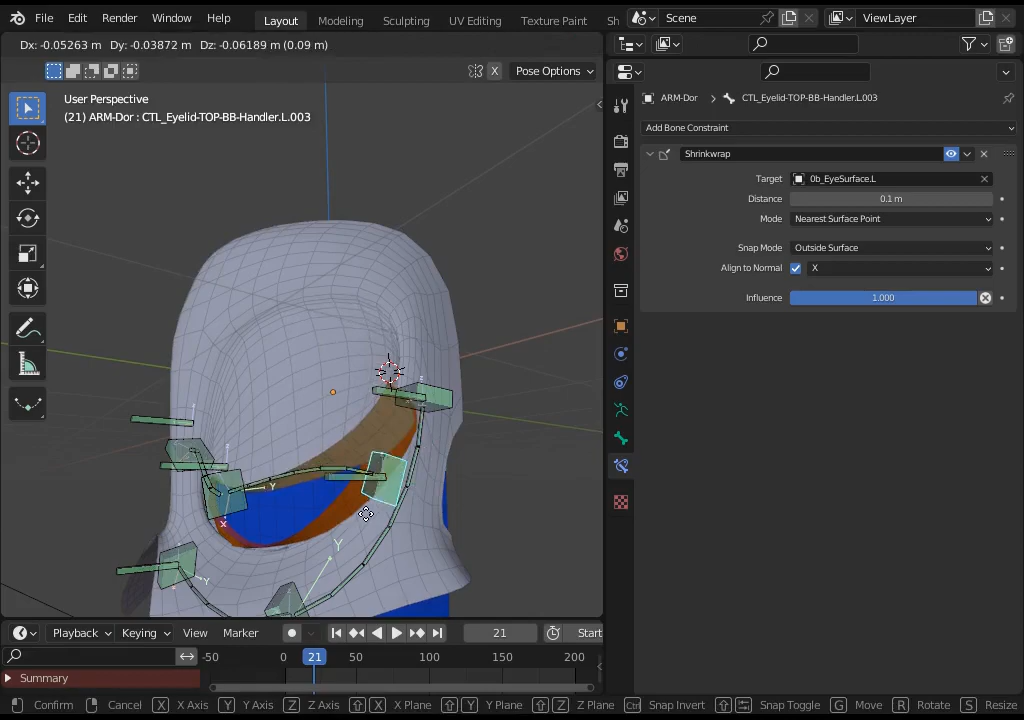 File Edit Render Window Help Layout Modeling Sculpting UV Editing Texture Paint Sh Scene ViewLayer
Dx: -0.05263 m Dy: -0.03872 m Dz: -0.06189 m (0.09 m)
X Pose Options
User Perspective
(21) ARM-Dor : CTL_Eyelid-TOP-BB-Handler.L.003
ARM-Dor CTL_Eyelid-TOP-BB-Handler.L.003
Add Bone Constraint
Shrinkwrap
Target 0b_EyeSurface.L
Distance 0.1 m
Mode Nearest Surface Point
Snap Mode Outside Surface
Align to Normal X
Influence 1.000
Y
X
Y
Y
Playback Keying View Marker 21 Start
-50 0 21 50 100 150 200
Summary
Confirm Cancel X X Axis Y Y Axis Z Z Axis X X Plane Y Y Plane Z Z Plane Ctrl Snap Invert Snap Toggle G Move R Rotate S Resize